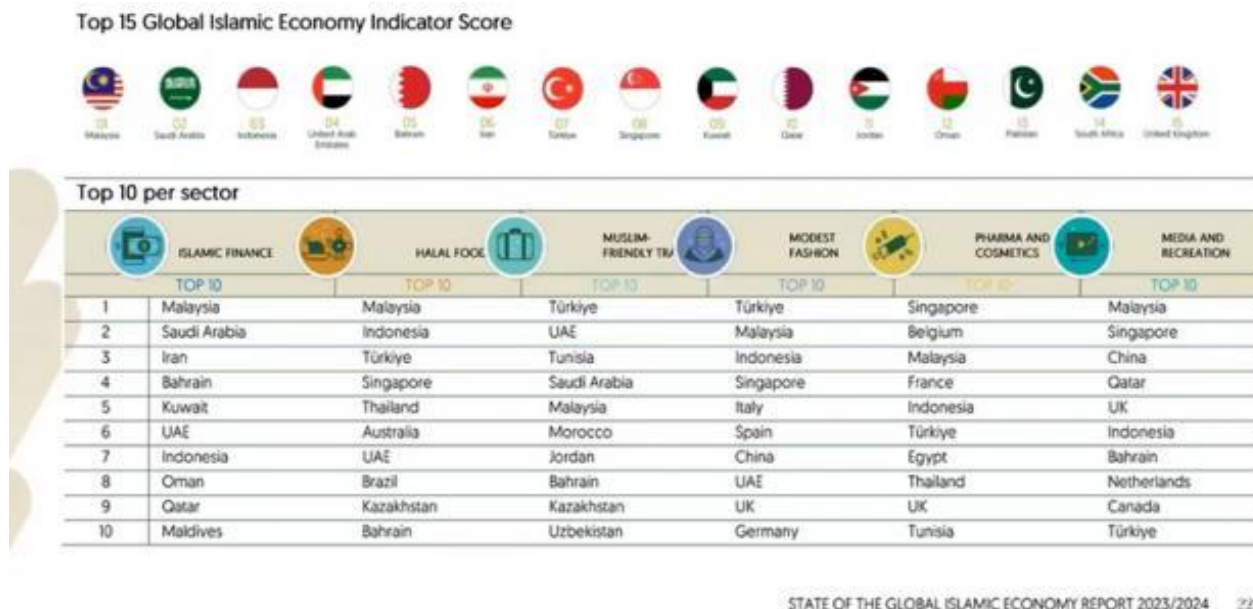 Top 15 Global Islamic Economy Indicator Score
01 02 03 04 05 06 07 08 09 10 11 12 13 14 15
Malaysia Saudi Arabia Indonesia United Arab Emirates Bahrain Iran Türkiye Singapore Kuwait Qatar Jordan Oman Pakistan South Africa United Kingdom
Top 10 per sector
ISLAMIC FINANCE HALAL FOOD MUSLIM-FRIENDLY TRA MODEST FASHION PHARMA AND COSMETICS MEDIA AND RECREATION
TOP 10 TOP 10 TOP 10 TOP 10 TOP 10 TOP 10
1 Malaysia Malaysia Türkiye Türkiye Singapore Malaysia
2 Saudi Arabia Indonesia UAE Malaysia Belgium Singapore
3 Iran Türkiye Tunisia Indonesia Malaysia China
4 Bahrain Singapore Saudi Arabia Singapore France Qatar
5 Kuwait Thailand Malaysia Italy Indonesia UK
6 UAE Australia Morocco Spain Türkiye Indonesia
7 Indonesia UAE Jordan China Egypt Bahrain
8 Oman Brazil Bahrain UAE Thailand Netherlands
9 Qatar Kazakhstan Kazakhstan UK UK Canada
10 Maldives Bahrain Uzbekistan Germany Tunisia Türkiye
STATE OF THE GLOBAL ISLAMIC ECONOMY REPORT 2023/2024